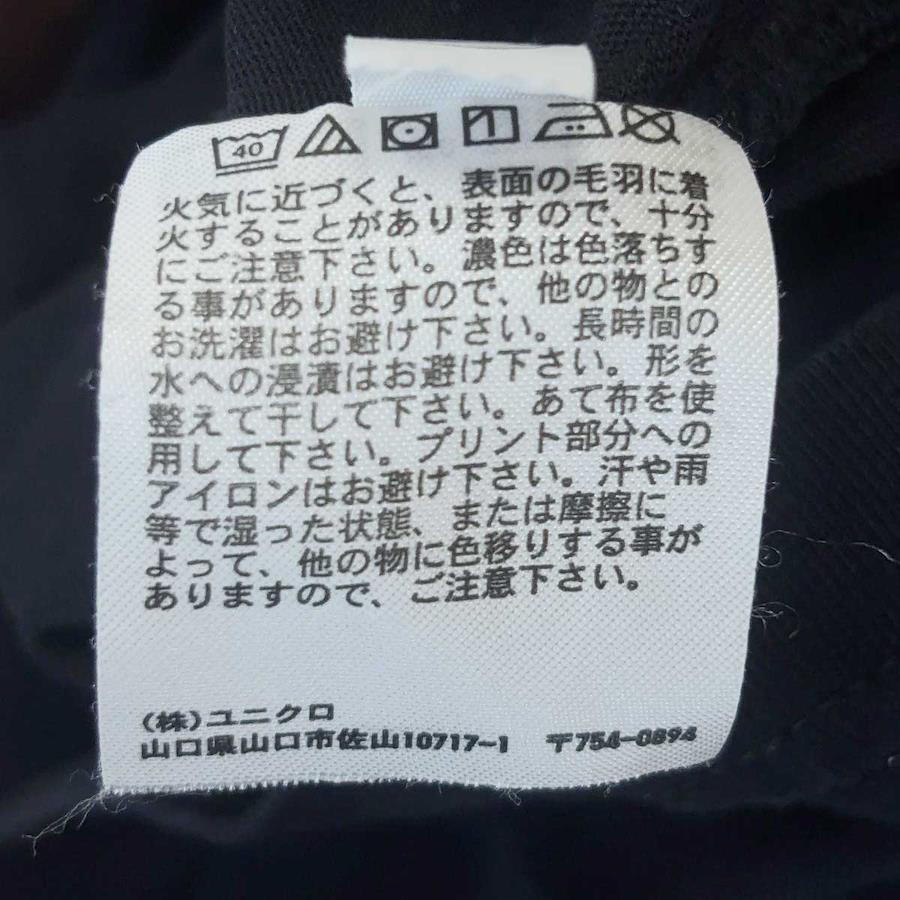 40
火気に近づくと、表面の毛羽に着
火することがありますので、十分
にご注意下さい。濃色は色落ちす
る事がありますので、他の物との
お洗濯はお避け下さい。長時間の
水への浸漬はお避け下さい。形を
整えて干して下さい。あて布を使
用して下さい。プリント部分への
アイロンはお避け下さい。汗や雨
等で湿った状態、または摩擦に
よって、他の物に色移りする事が
ありますので、ご注意下さい。
(株)ユニクロ
山口県山口市佐山10717-1 〒754-0894